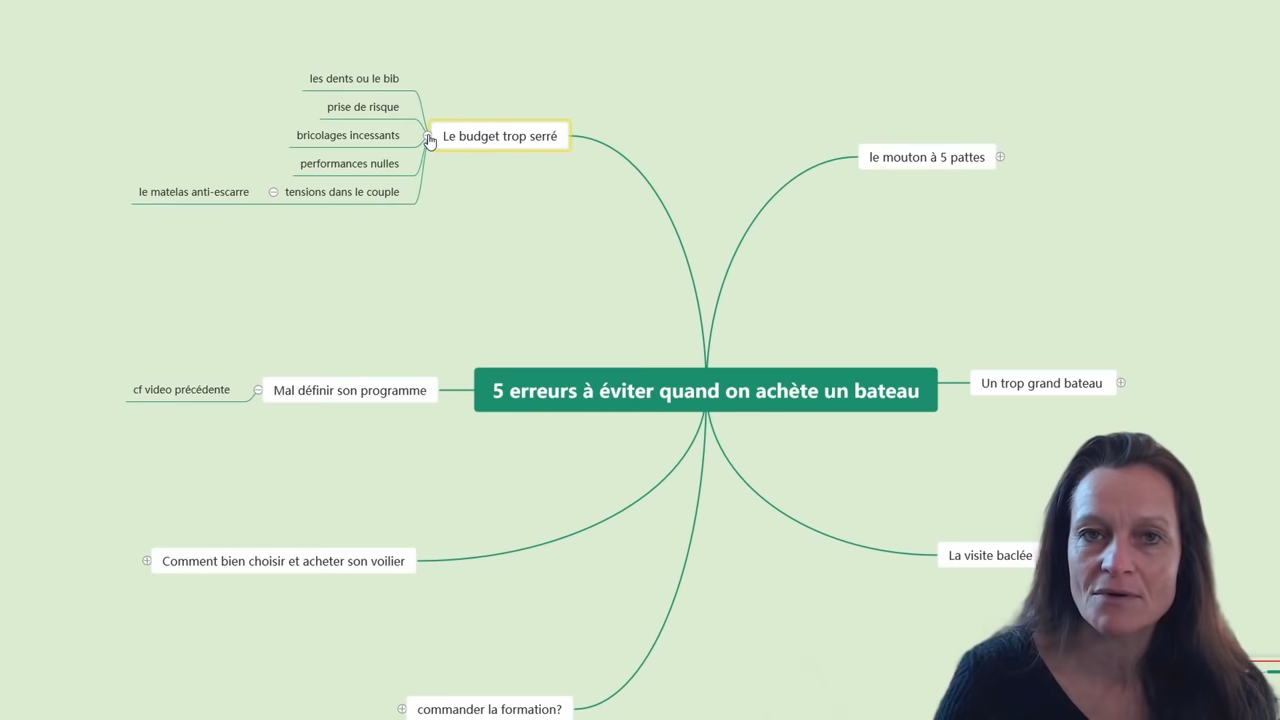 les dents ou le bib
prise de risque
bricolages incessants
performances nulles
le matelas anti-escarre
tensions dans le couple
Le budget trop serré
le mouton à 5 pattes
cf video précédente
Mal définir son programme
5 erreurs à éviter quand on achète un bateau
Un trop grand bateau
Comment bien choisir et acheter son voilier
La visite baclée
commander la formation?